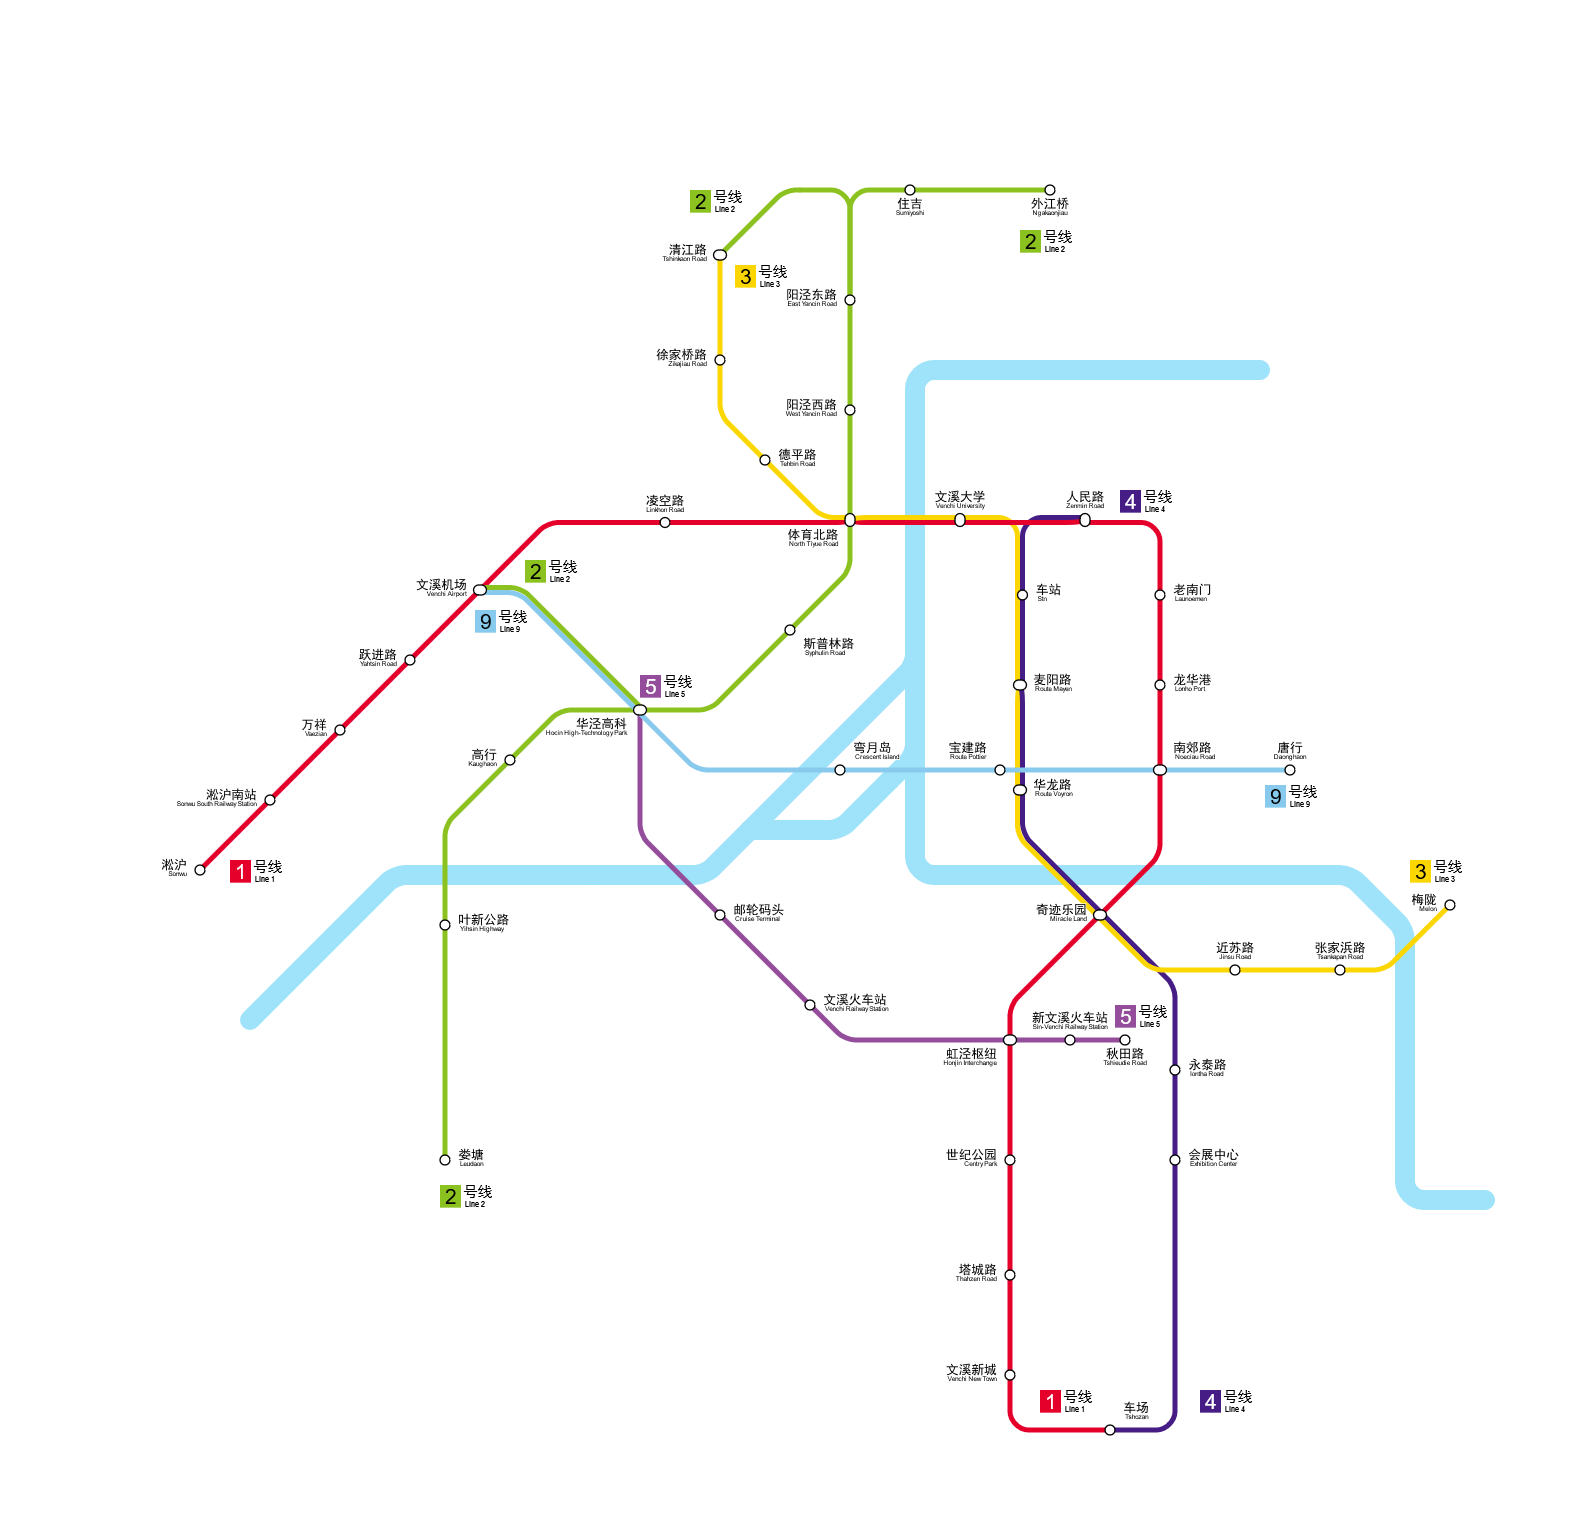 2 号线
Line 2
住吉
Sumiyoshi
外江桥
Ngakaonjiau
2 号线
Line 2
清江路
Tshinkaon Road
3 号线
Line 3
阳泾东路
East Yancin Road
徐家桥路
Zikajiau Road
阳泾西路
West Yancin Road
德平路
Tehbin Road
凌空路
Linkhon Road
文溪大学
Venchi University
人民路
Zenmin Road
4 号线
Line 4
体育北路
North Tiyue Road
2 号线
Line 2
文溪机场
Venchi Airport
9 号线
Line 9
车站
Stn
老南门
Launoemen
跃进路
Yahtsin Road
斯普林路
Syphulin Road
5 号线
Line 5
麦阳路
Route Mayen
龙华港
Lonho Port
万祥
Vaezian
华泾高科
Hocin High-Technology Park
高行
Kaughaon
弯月岛
Crescent Island
宝建路
Route Pottier
南郊路
Noeciau Road
唐行
Daonghaon
9 号线
Line 9
华龙路
Route Voyron
淞沪南站
Sonwu South Railway Station
淞沪
Sonwu
1 号线
Line 1
3 号线
Line 3
梅陇
Meilon
叶新公路
Yihsin Highway
邮轮码头
Cruise Terminal
奇迹乐园
Miracle Land
近苏路
Jinsu Road
张家浜路
Tsankapan Road
文溪火车站
Venchi Railway Station
新文溪火车站
Sin-Venchi Railway Station
5 号线
Line 5
虹泾枢纽
Honjin Interchange
秋田路
Tshieudie Road
永泰路
Iontha Road
娄塘
Leudaon
世纪公园
Centry Park
会展中心
Exhibition Center
2 号线
Line 2
塔城路
Thahzen Road
文溪新城
Venchi New Town
1 号线
Line 1
车场
Tshozan
4 号线
Line 4